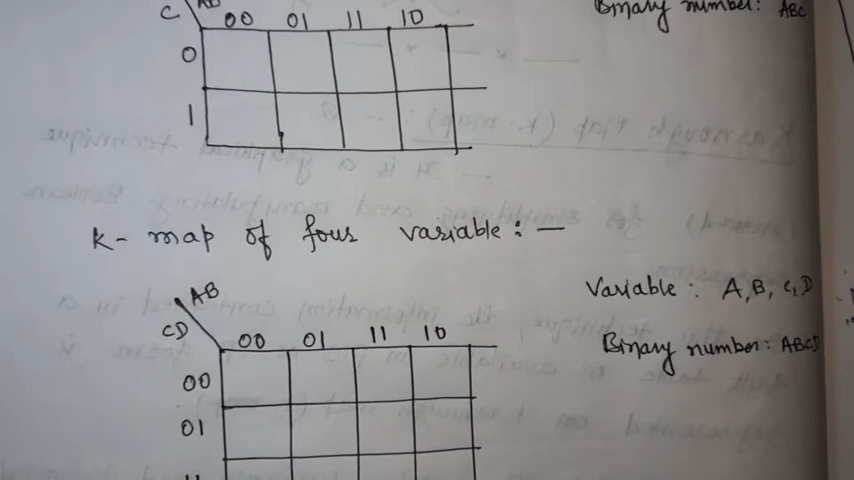 Binary number: ABC
C AB 00 01 11 10
0
1
K- map of four variable: —
Variable: A, B, C, D
AB
CD 00 01 11 10
Binary number: ABCD
00
01
11